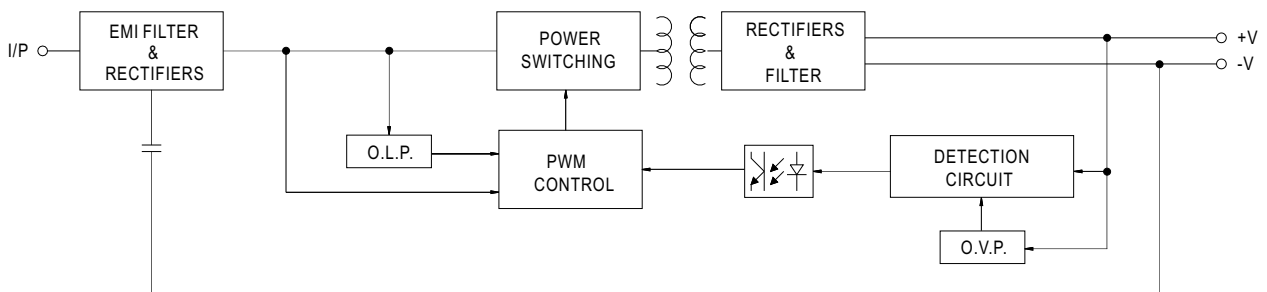 I/P
EMI FILTER
&
RECTIFIERS
POWER
SWITCHING
RECTIFIERS
&
FILTER
+V
-V
O.L.P.
PWM
CONTROL
DETECTION
CIRCUIT
O.V.P.